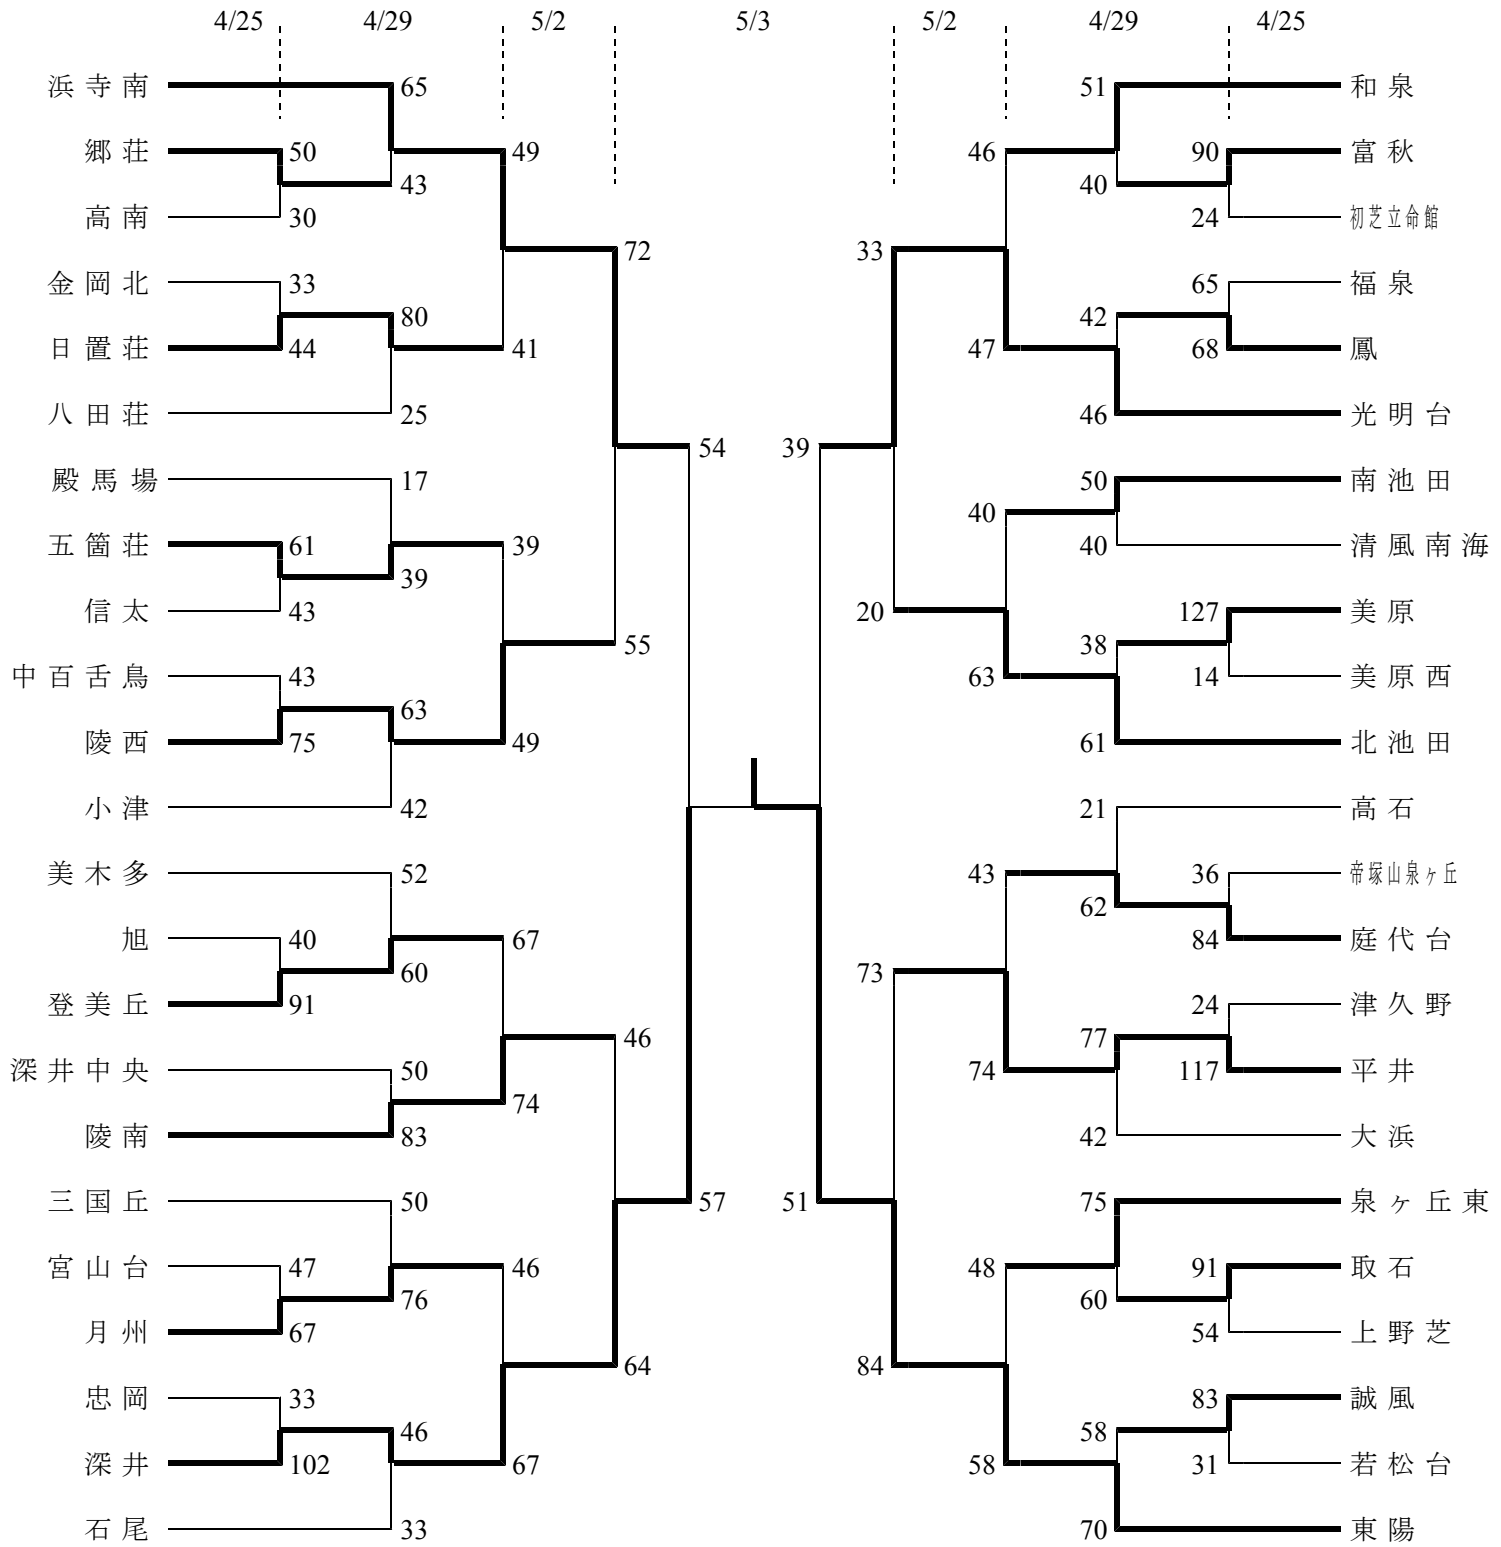 4/25 4/29 5/2 5/3 5/2 4/29 4/25
浜寺南 65 51 和泉
郷荘 50 49 46 90 富秋
43 40
高南 30 24 初芝立命館
72 33
金岡北 33 65 福泉
80 42
日置荘 44 41 47 68 鳳
八田荘 25 46 光明台
54 39
殿馬場 17 50 南池田
40
五箇荘 61 39 40 清風南海
39
信太 43 20 127 美原
55 38
中百舌鳥 43 63 14 美原西
63
陵西 75 49 61 北池田
小津 42 21 高石
美木多 52 43 36 帝塚山泉ヶ丘
62
旭 40 67 84 庭代台
60 73
登美丘 91 24 津久野
46 77
深井中央 50 74 117 平井
74
陵南 83 42 大浜
三国丘 50 57 51 75 泉ヶ丘東
宮山台 47 46 48 91 取石
76 60
月州 67 54 上野芝
64 84
忠岡 33 83 誠風
46 58
深井 102 67 58 31 若松台
石尾 33 70 東陽